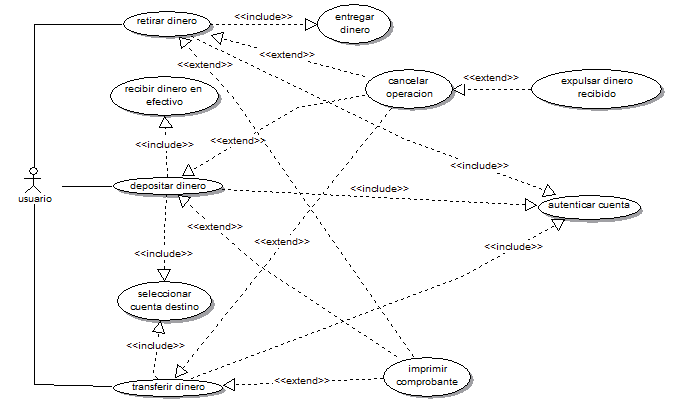 retirar dinero
<<include>>
entregar
dinero
<<extend>>
<<extend>>
cancelar
operacion
<<extend>>
expulsar dinero
recibido
recibir dinero en
efectivo
<<include>>
<<extend>>
<<include>>
depositar dinero
<<include>>
autenticar cuenta
usuario
<<extend>>
<<extend>>
<<include>>
<<include>>
seleccionar
cuenta destino
<<include>>
transferir dinero
<<extend>>
imprimir
comprobante